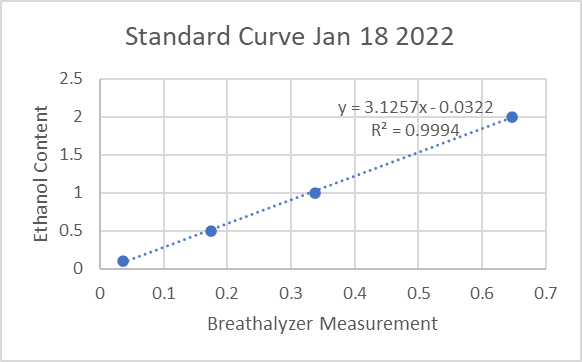 Standard Curve Jan 18 2022
2.5
y = 3.1257x - 0.0322
R² = 0.9994
2
1.5
1
0.5
0
Ethanol Content
0 0.1 0.2 0.3 0.4 0.5 0.6 0.7
Breathalyzer Measurement